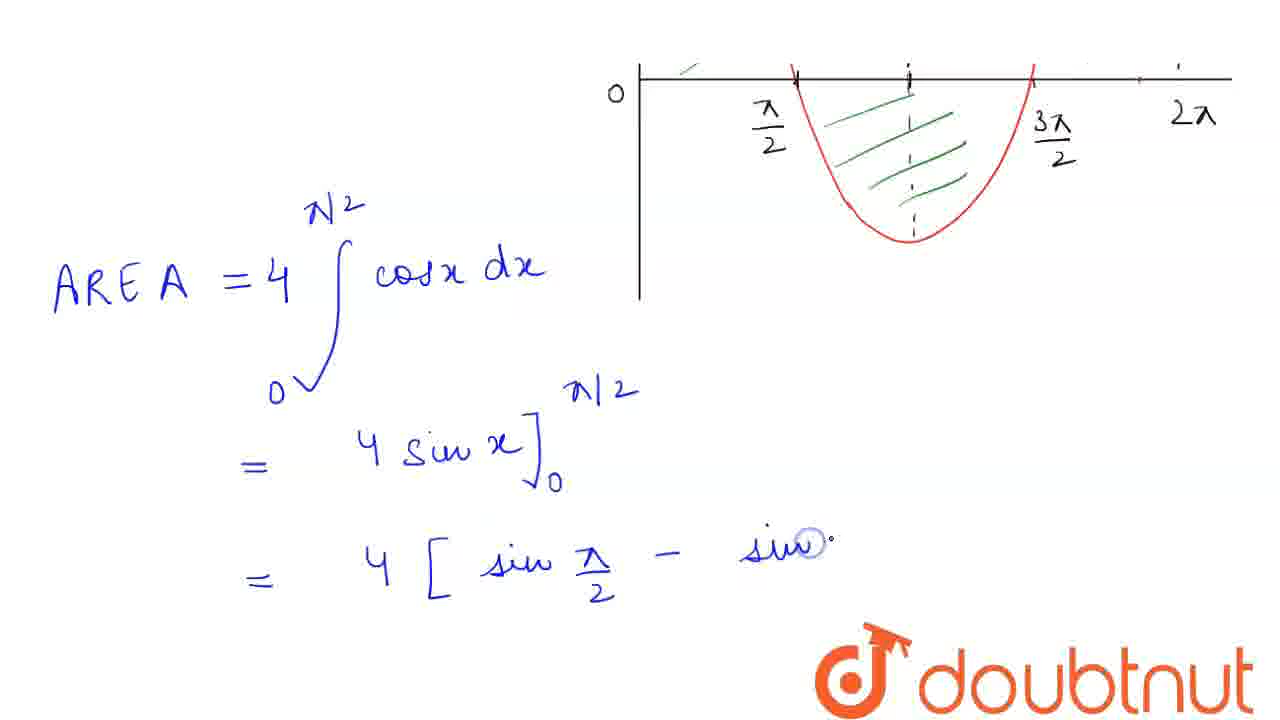 0
π/2
3π/2
2π
AREA = 4 ∫₀^(π/2) cosx dx
= 4 sin x]₀^(π/2)
= 4 [ sin π/2 - sin
doubtnut